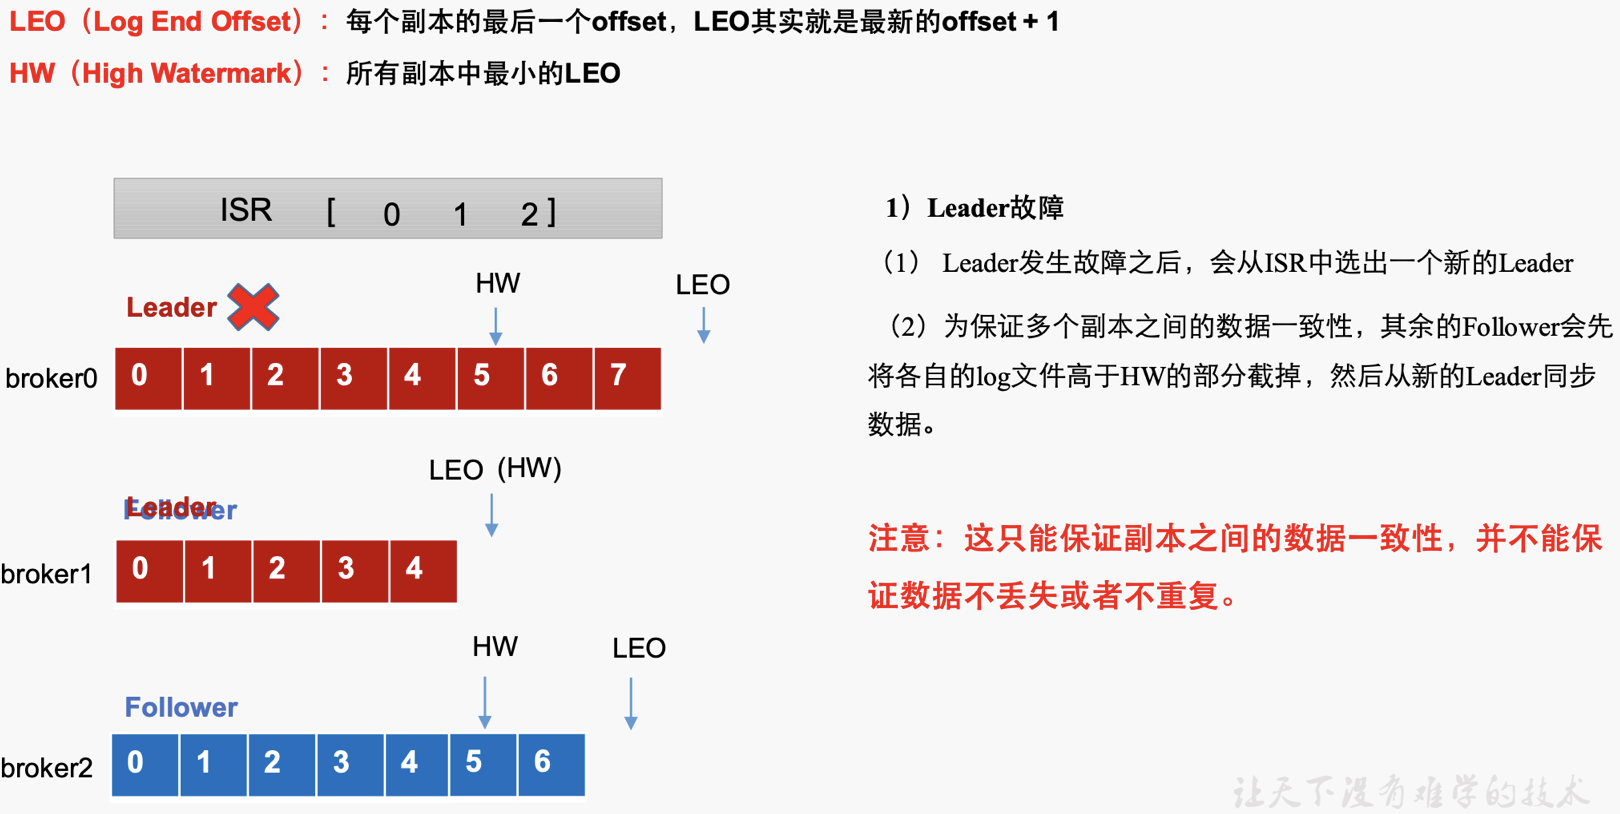 LEO（Log End Offset）：每个副本的最后一个offset，LEO其实就是最新的offset + 1
HW（High Watermark）：所有副本中最小的LEO
ISR [ 0 1 2 ]
HW LEO
Leader
broker0 0 1 2 3 4 5 6 7
LEO（HW）
Follower
Leader
broker1 0 1 2 3 4
HW LEO
Follower
broker2 0 1 2 3 4 5 6
1）Leader故障
（1） Leader发生故障之后，会从ISR中选出一个新的Leader
（2）为保证多个副本之间的数据一致性，其余的Follower会先
将各自的log文件高于HW的部分截掉，然后从新的Leader同步
数据。
注意：这只能保证副本之间的数据一致性，并不能保
证数据不丢失或者不重复。
让天下没有难学的技术